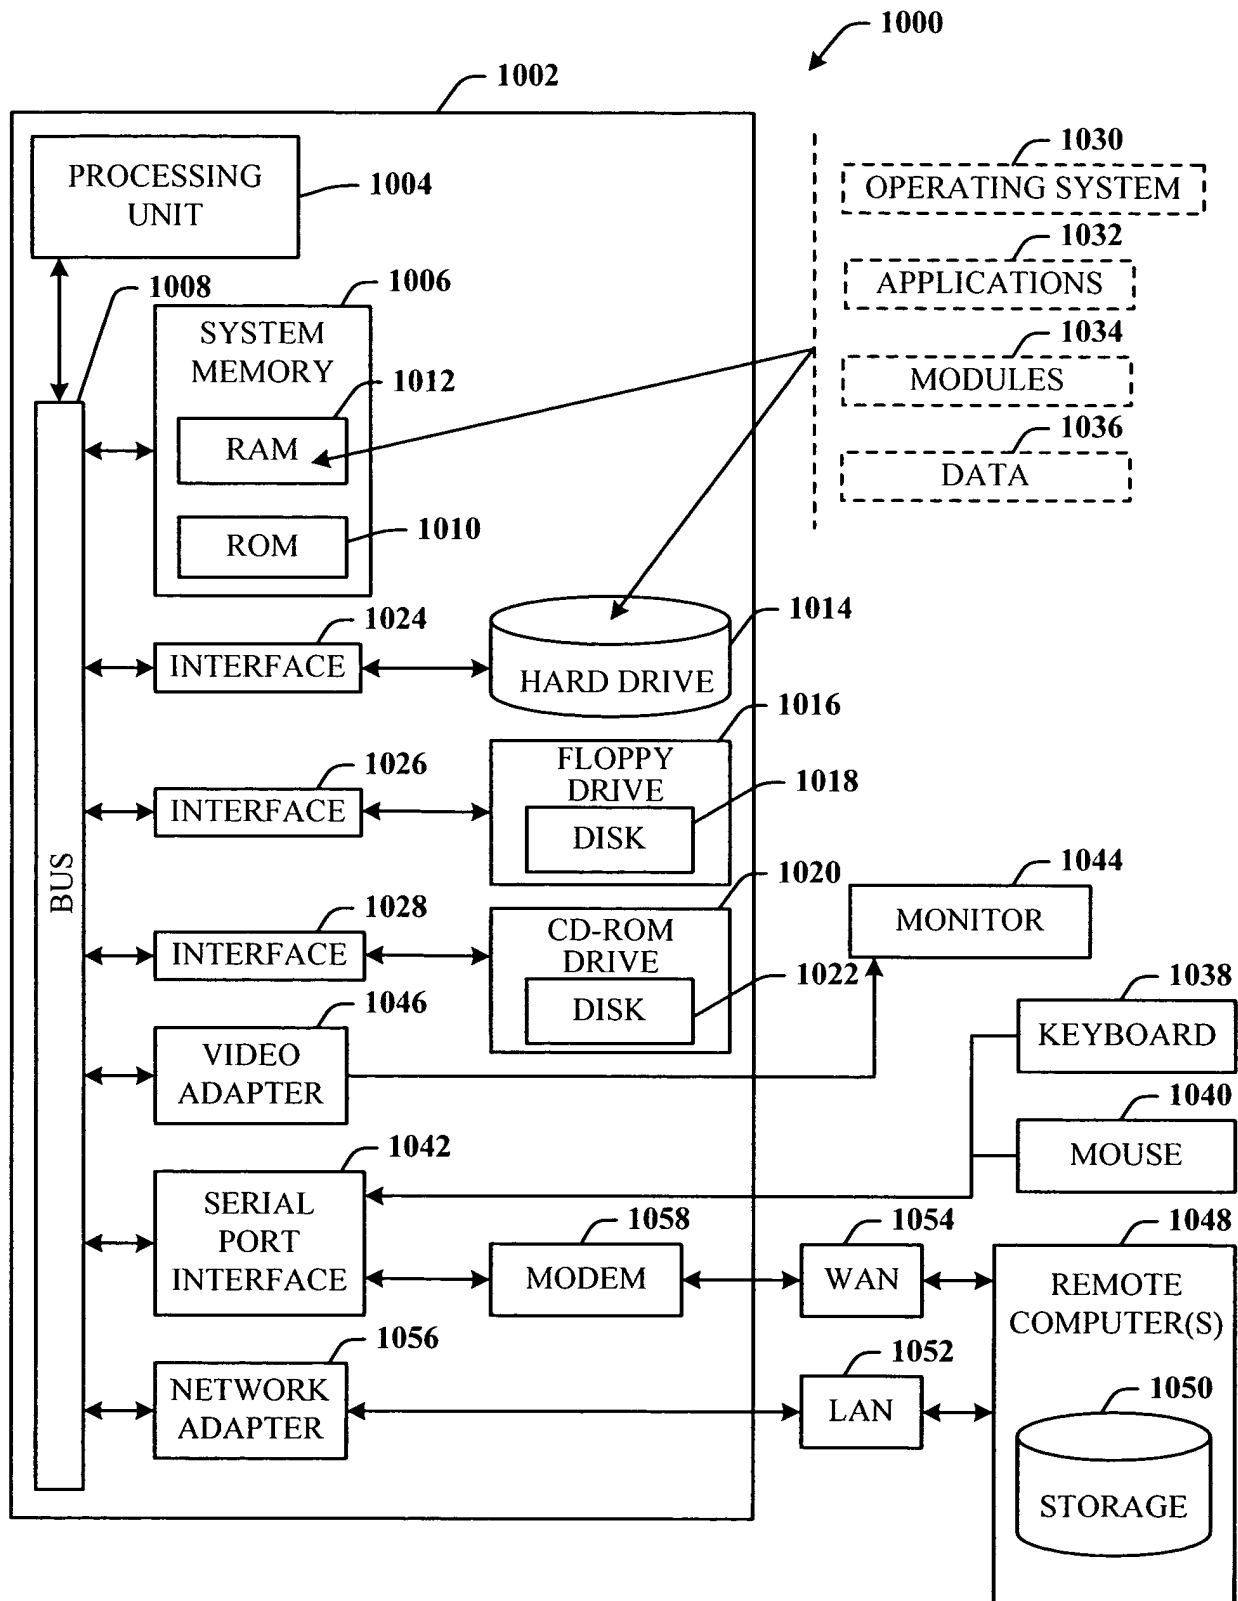 1000
1002
PROCESSING
UNIT
1004
1030
OPERATING SYSTEM
1032
APPLICATIONS
1034
MODULES
1036
DATA
1008
1006
SYSTEM
MEMORY
1012
RAM
1010
ROM
1024
INTERFACE
1014
HARD DRIVE
1016
FLOPPY
DRIVE
1026
INTERFACE
1018
DISK
BUS
1020
CD-ROM
DRIVE
1028
INTERFACE
1022
DISK
1044
MONITOR
1038
KEYBOARD
1046
VIDEO
ADAPTER
1040
MOUSE
1042
SERIAL
PORT
INTERFACE
1058
MODEM
1054
WAN
1048
REMOTE
COMPUTER(S)
1056
NETWORK
ADAPTER
1052
LAN
1050
STORAGE